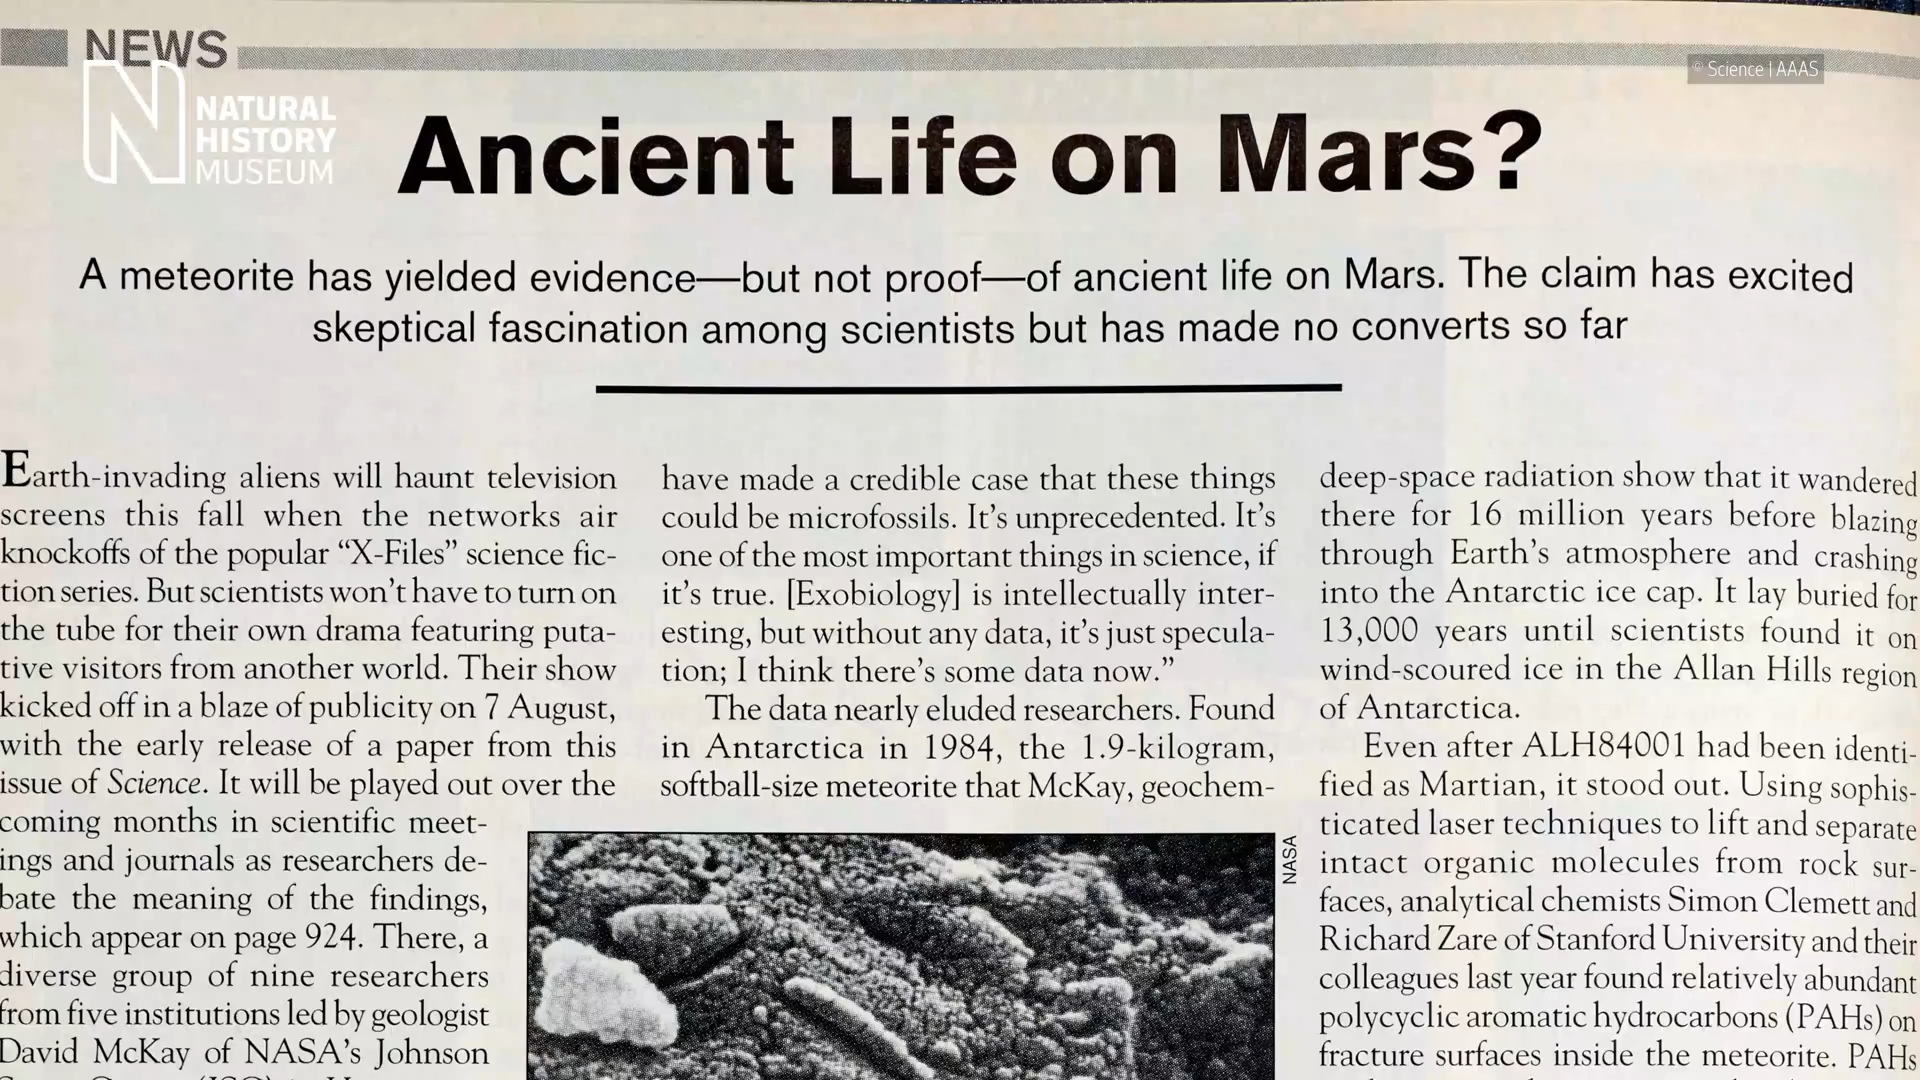 NEWS
© Science | AAAS
NATURAL
HISTORY
MUSEUM
Ancient Life on Mars?
A meteorite has yielded evidence—but not proof—of ancient life on Mars. The claim has excited
skeptical fascination among scientists but has made no converts so far
Earth-invading aliens will haunt television
screens this fall when the networks air
knockoffs of the popular “X-Files” science fic-
tion series. But scientists won’t have to turn on
the tube for their own drama featuring puta-
tive visitors from another world. Their show
kicked off in a blaze of publicity on 7 August,
with the early release of a paper from this
issue of Science. It will be played out over the
coming months in scientific meet-
ings and journals as researchers de-
bate the meaning of the findings,
which appear on page 924. There, a
diverse group of nine researchers
from five institutions led by geologist
David McKay of NASA’s Johnson
have made a credible case that these things
could be microfossils. It’s unprecedented. It’s
one of the most important things in science, if
it’s true. [Exobiology] is intellectually inter-
esting, but without any data, it’s just specula-
tion; I think there’s some data now.”
The data nearly eluded researchers. Found
in Antarctica in 1984, the 1.9-kilogram,
softball-size meteorite that McKay, geochem-
NASA
deep-space radiation show that it wandered
there for 16 million years before blazing
through Earth’s atmosphere and crashing
into the Antarctic ice cap. It lay buried for
13,000 years until scientists found it on
wind-scoured ice in the Allan Hills region
of Antarctica.
Even after ALH84001 had been identi-
fied as Martian, it stood out. Using sophis-
ticated laser techniques to lift and separate
intact organic molecules from rock sur-
faces, analytical chemists Simon Clemett and
Richard Zare of Stanford University and their
colleagues last year found relatively abundant
polycyclic aromatic hydrocarbons (PAHs) on
fracture surfaces inside the meteorite. PAHs